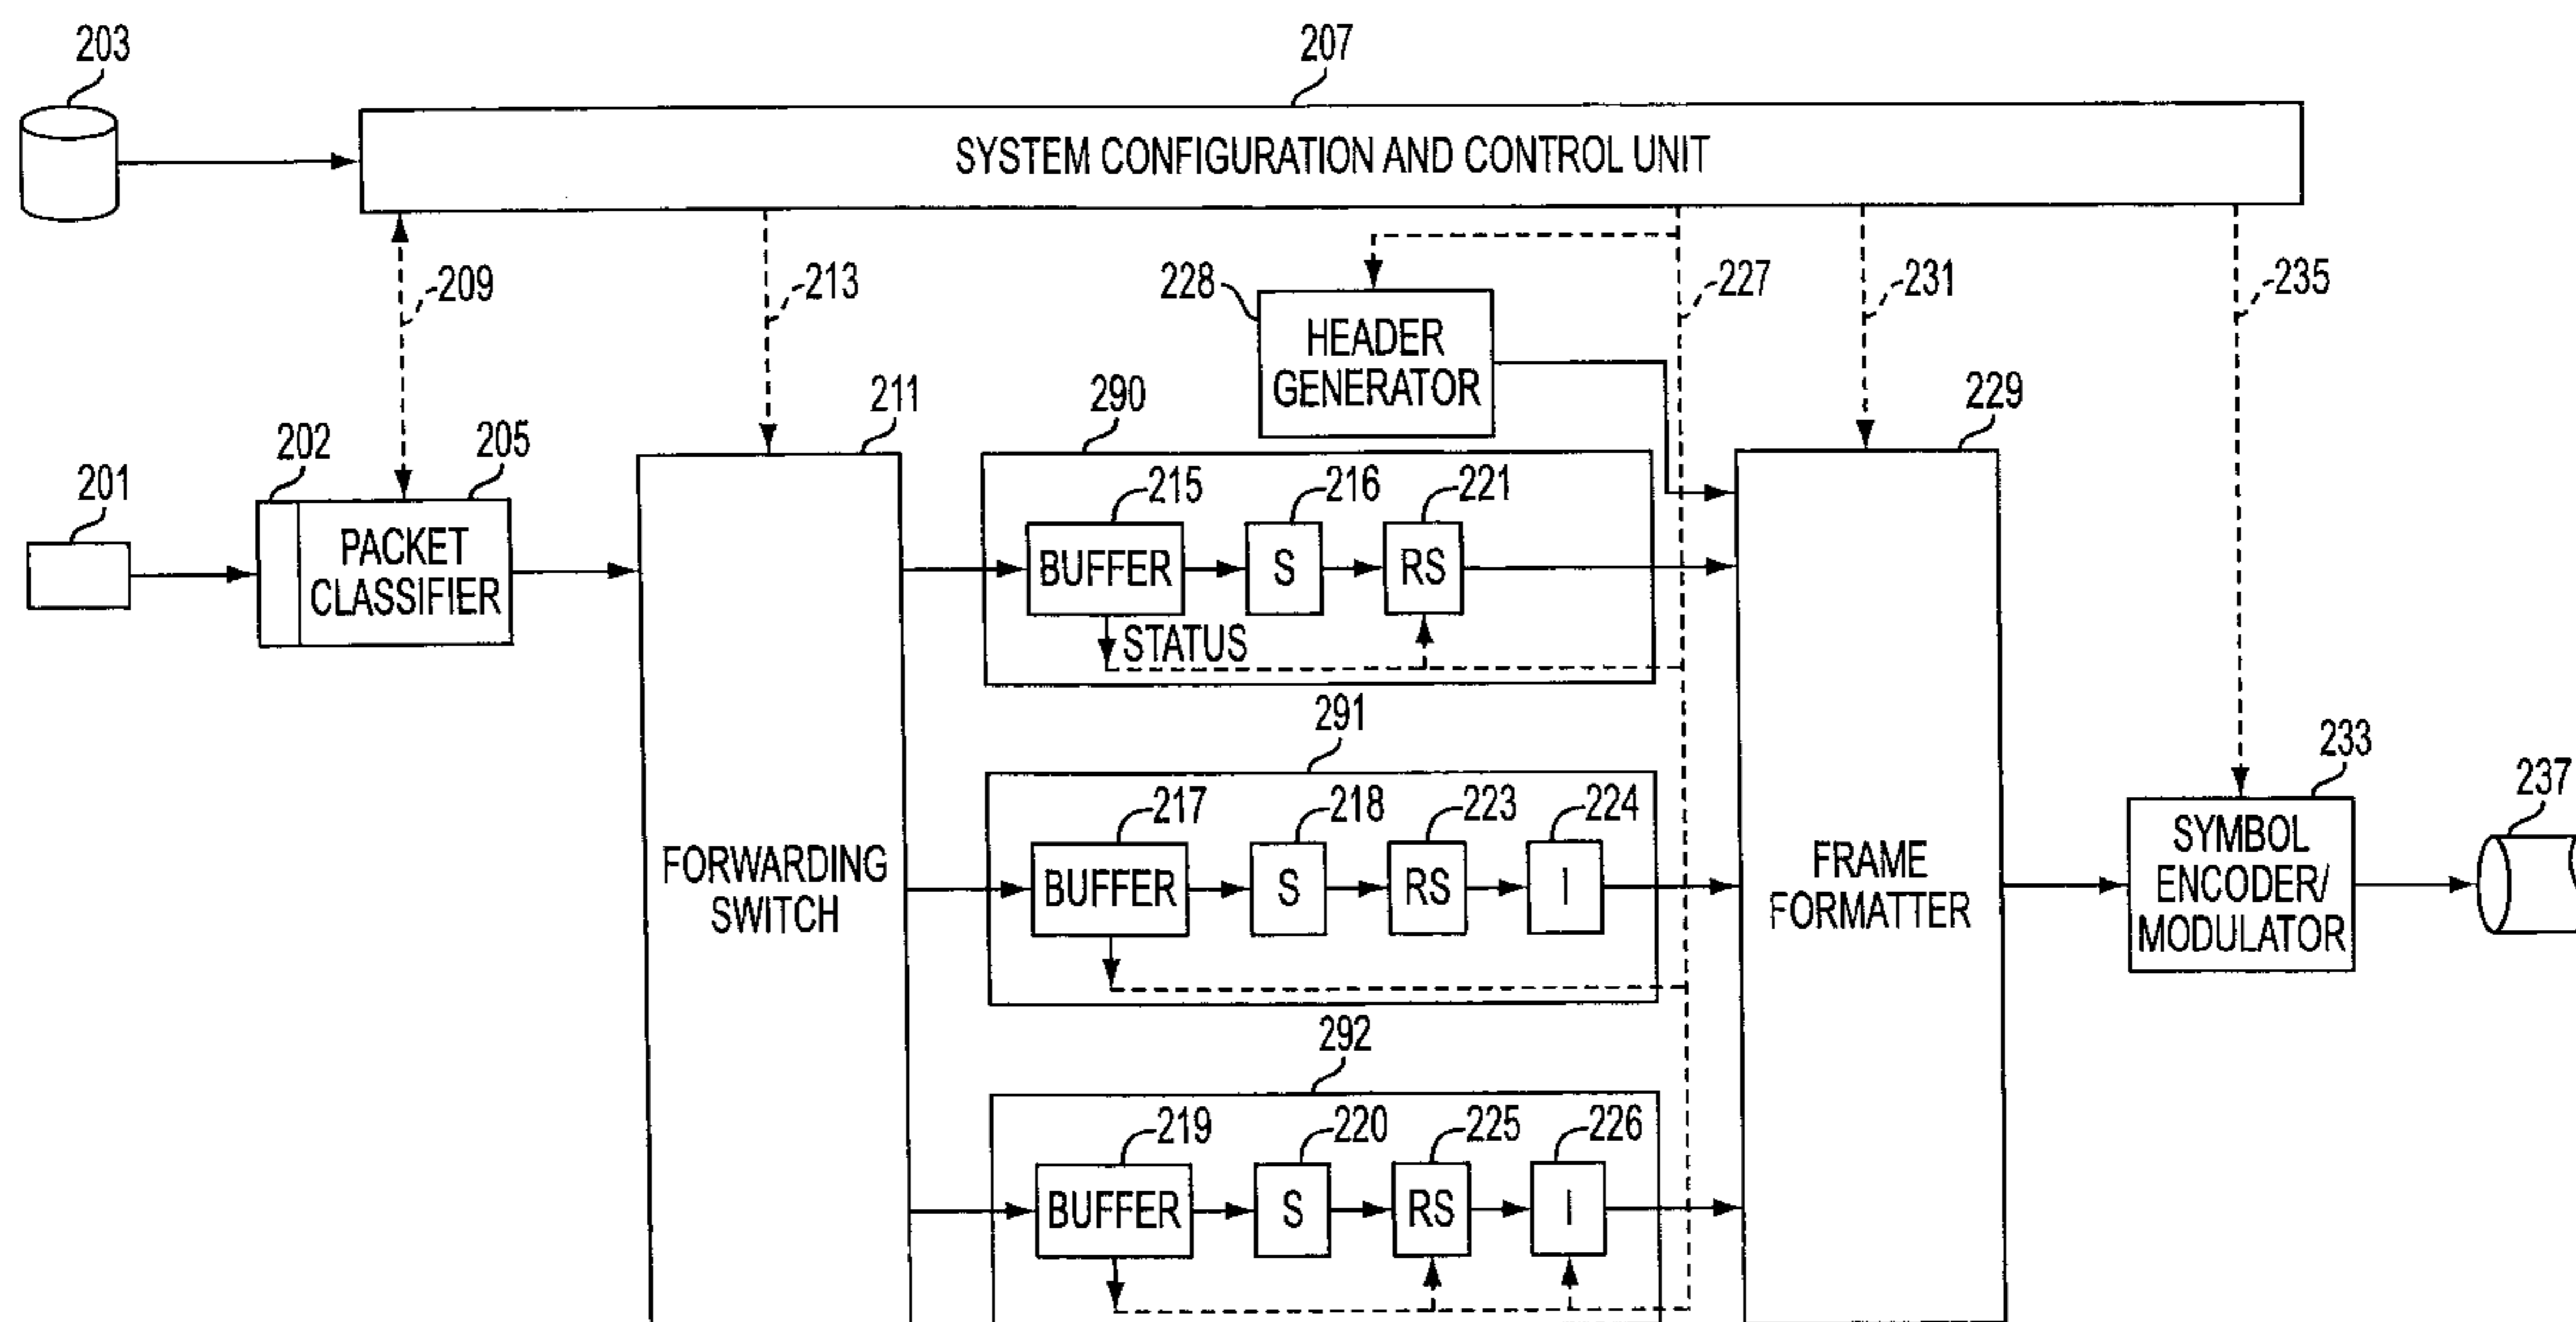 203
207
SYSTEM CONFIGURATION AND CONTROL UNIT
209
213
228
HEADER
GENERATOR
227
231
235
201
202
205
PACKET
CLASSIFIER
211
FORWARDING
SWITCH
290
215
216
221
BUFFER
S
RS
STATUS
291
217
218
223
224
BUFFER
S
RS
I
292
219
220
225
226
BUFFER
S
RS
I
229
FRAME
FORMATTER
233
SYMBOL
ENCODER/
MODULATOR
237